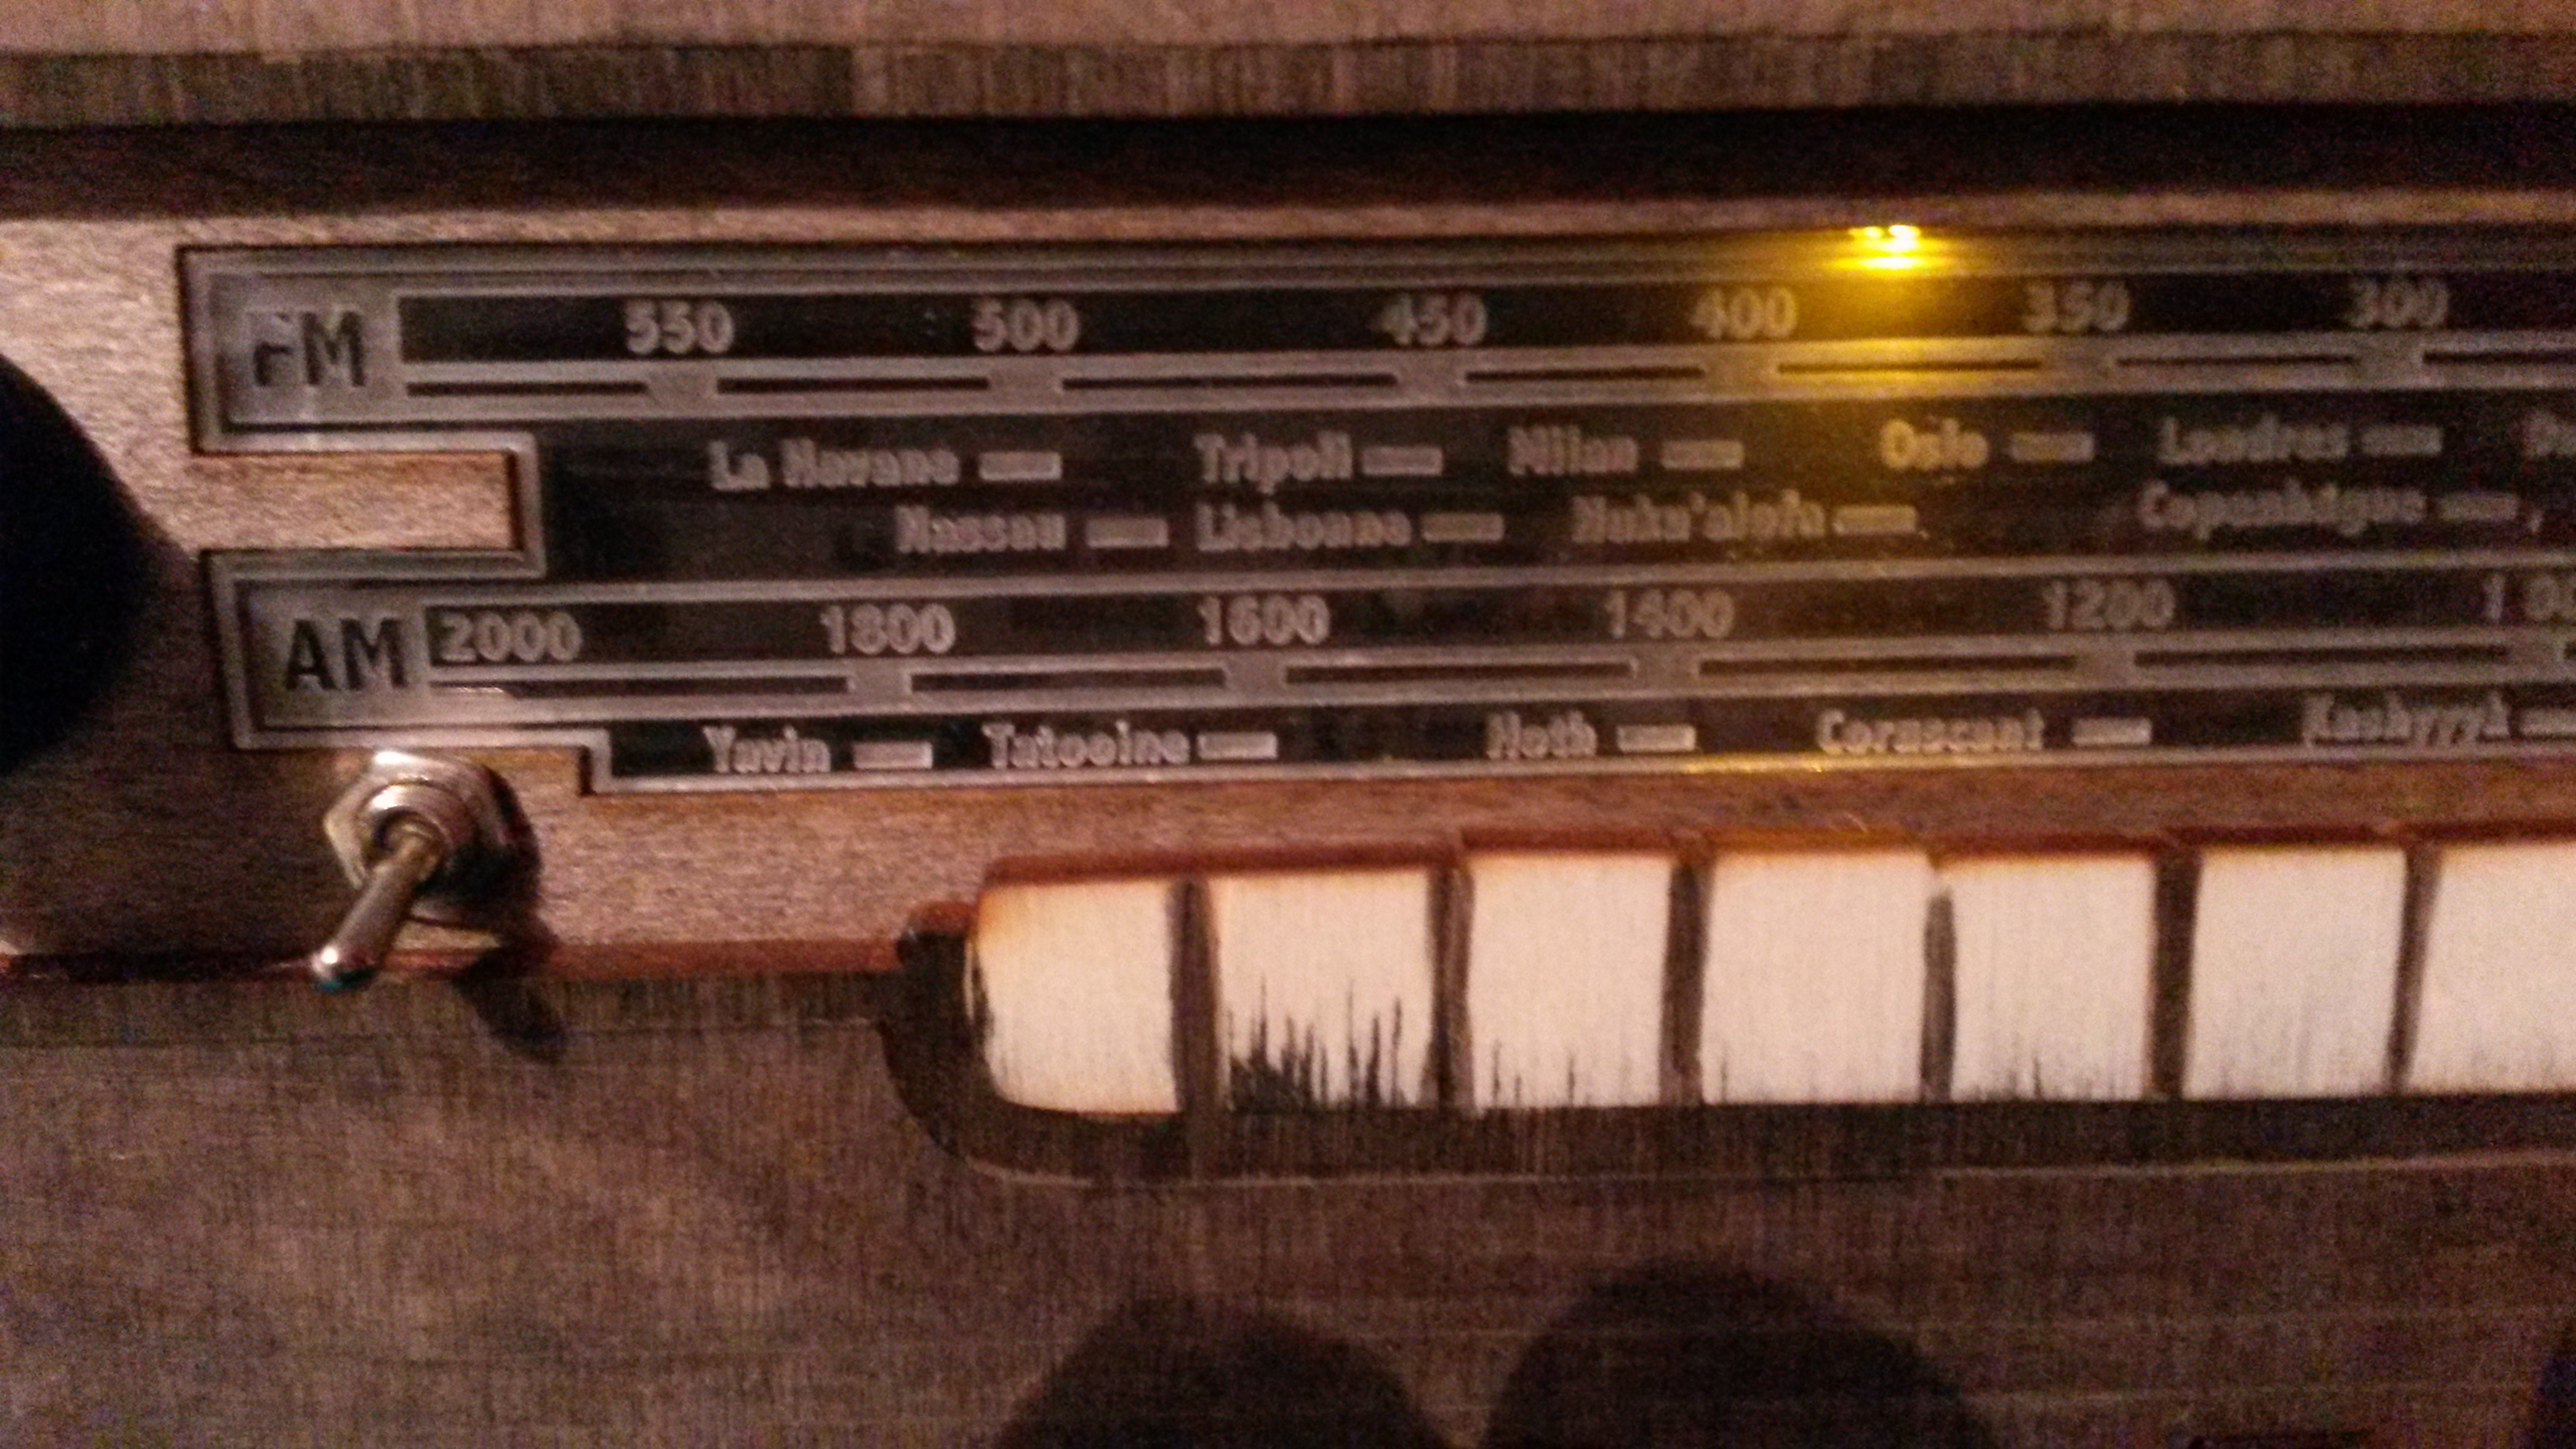 FM 550 500 450 400 350 300
La Havane Tripoli Milan Oslo Londres
Nassau Lisbonne Nuku'alofa Copenhague
AM 2000 1800 1600 1400 1200
Yavin Tatooine Hoth Coruscant Kashyyyk